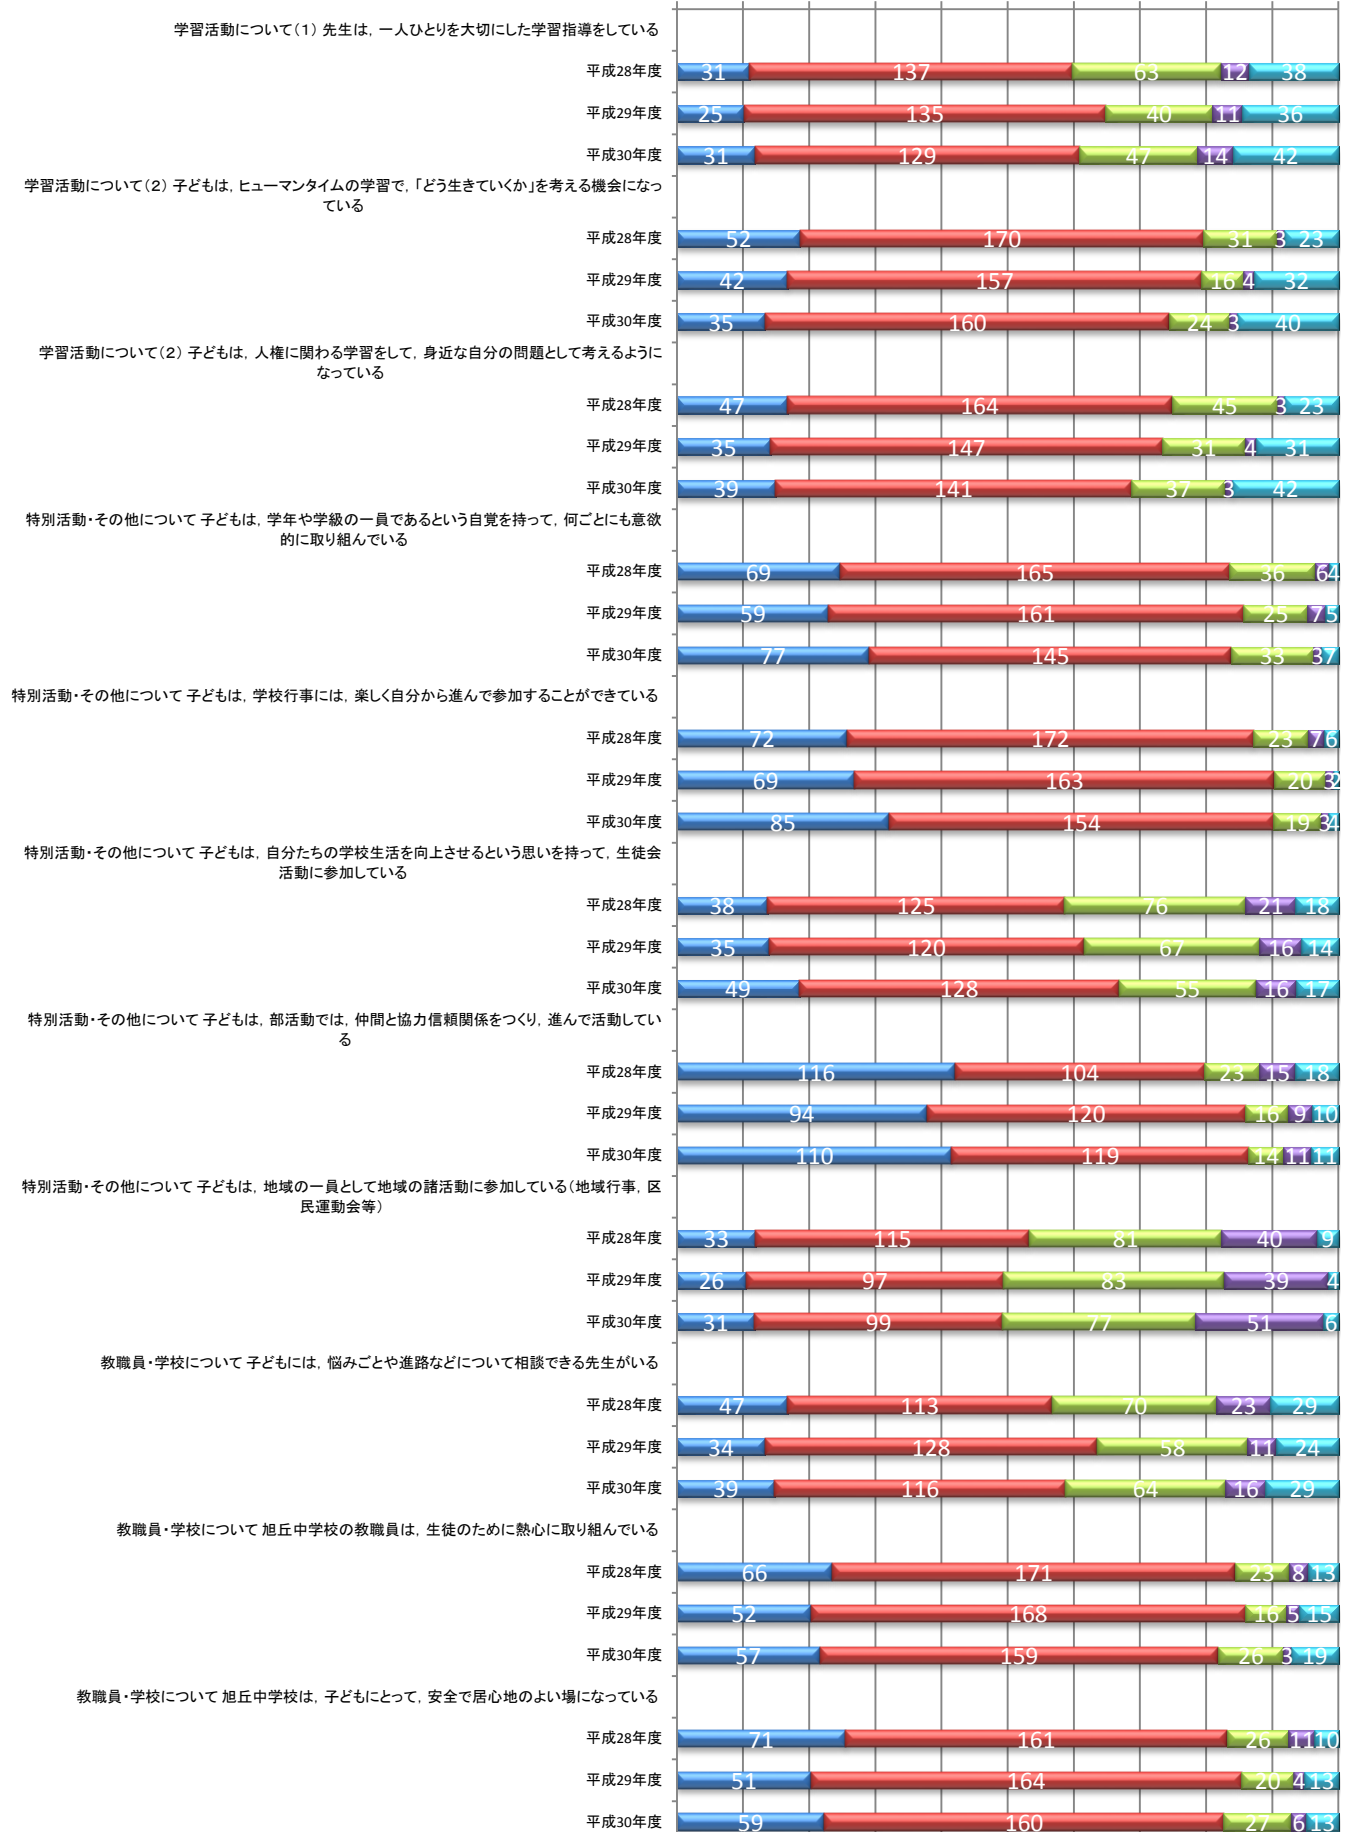 学習活動について(1) 先生は, 一人ひとりを大切にした学習指導をしている
平成28年度 31 137 63 12 38
平成29年度 25 135 40 11 36
平成30年度 31 129 47 14 42
学習活動について(2) 子どもは, ヒューマンタイムの学習で, 「どう生きていくか」を考える機会になっ
ている
平成28年度 52 170 31 3 23
平成29年度 42 157 16 4 32
平成30年度 35 160 24 3 40
学習活動について(2) 子どもは, 人権に関わる学習をして, 身近な自分の問題として考えるように
なっている
平成28年度 47 164 45 3 23
平成29年度 35 147 31 4 31
平成30年度 39 141 37 3 42
特別活動・その他について 子どもは, 学年や学級の一員であるという自覚を持って, 何ごとにも意欲
的に取り組んでいる
平成28年度 69 165 36 6 4
平成29年度 59 161 25 7 5
平成30年度 77 145 33 3 7
特別活動・その他について 子どもは, 学校行事には, 楽しく自分から進んで参加することができている
平成28年度 72 172 23 7 6
平成29年度 69 163 20 3 2
平成30年度 85 154 19 3 4
特別活動・その他について 子どもは, 自分たちの学校生活を向上させるという思いを持って, 生徒会
活動に参加している
平成28年度 38 125 76 21 18
平成29年度 35 120 67 16 14
平成30年度 49 128 55 16 17
特別活動・その他について 子どもは, 部活動では, 仲間と協力信頼関係をつくり, 進んで活動してい
る
平成28年度 116 104 23 15 18
平成29年度 94 120 16 9 10
平成30年度 110 119 14 11 11
特別活動・その他について 子どもは, 地域の一員として地域の諸活動に参加している(地域行事, 区
民運動会等)
平成28年度 33 115 81 40 9
平成29年度 26 97 83 39 4
平成30年度 31 99 77 51 6
教職員・学校について 子どもには, 悩みごとや進路などについて相談できる先生がいる
平成28年度 47 113 70 23 29
平成29年度 34 128 58 11 24
平成30年度 39 116 64 16 29
教職員・学校について 旭丘中学校の教職員は, 生徒のために熱心に取り組んでいる
平成28年度 66 171 23 8 13
平成29年度 52 168 16 5 15
平成30年度 57 159 26 3 19
教職員・学校について 旭丘中学校は, 子どもにとって, 安全で居心地のよい場になっている
平成28年度 71 161 26 11 10
平成29年度 51 164 20 4 13
平成30年度 59 160 27 6 13